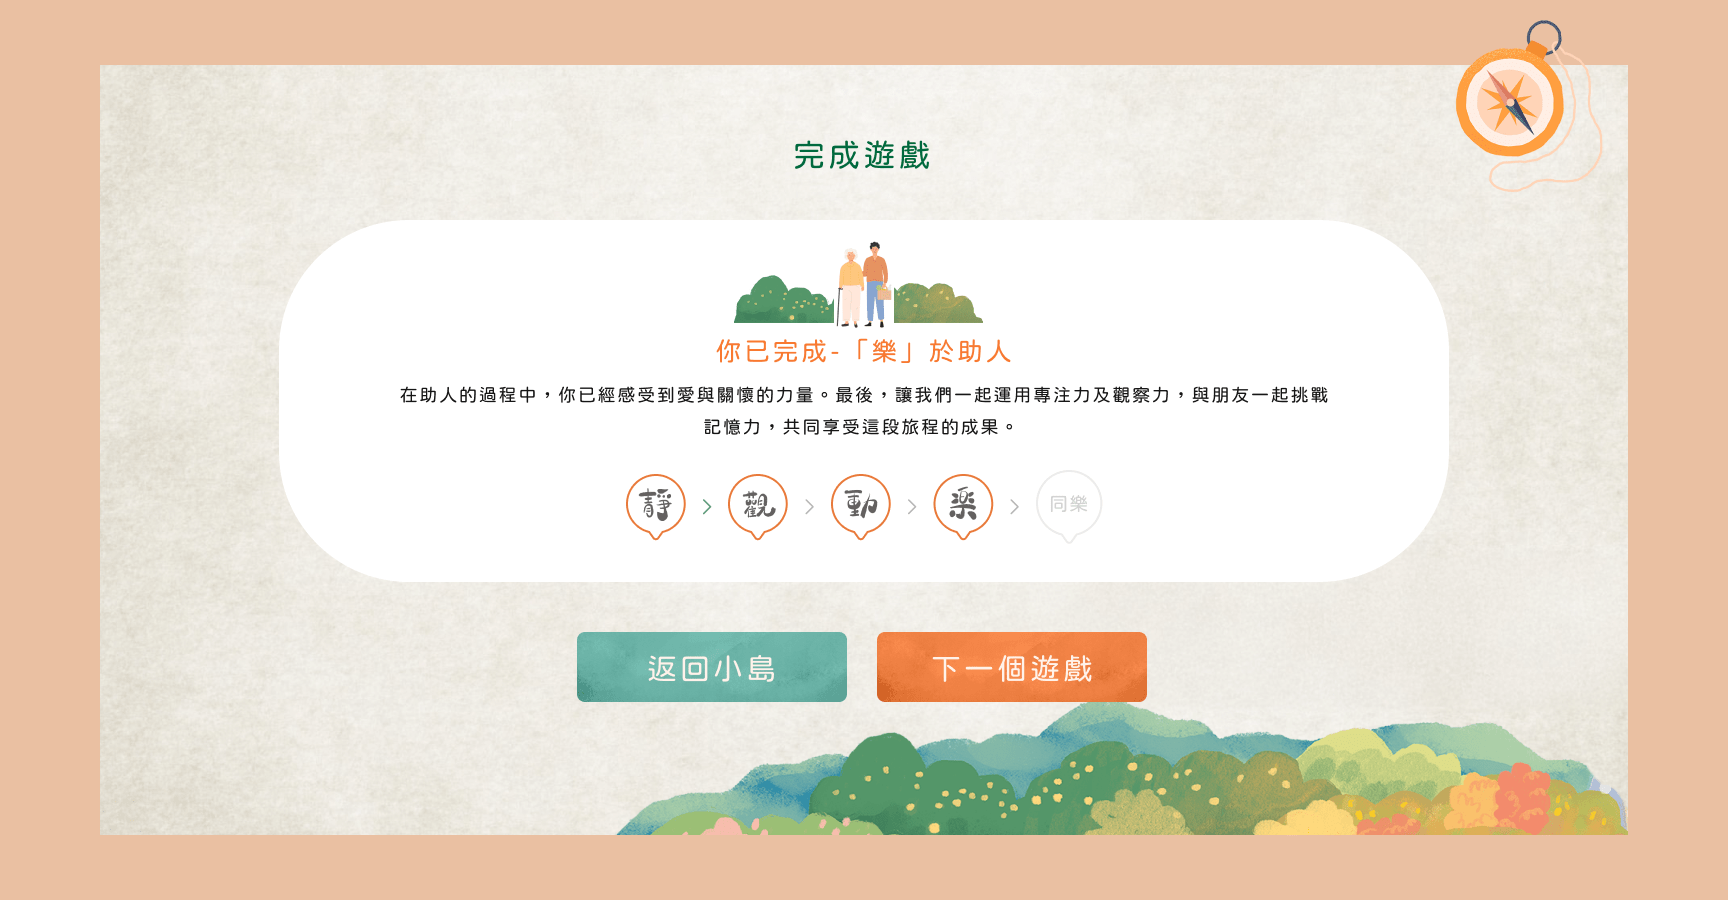 完成遊戲
你已完成-「樂」於助人
在助人的過程中，你已經感受到愛與關懷的力量。最後，讓我們一起運用專注力及觀察力，與朋友一起挑戰
記憶力，共同享受這段旅程的成果。
靜 > 觀 > 動 > 楽 > 同樂
返回小島
下一個遊戲